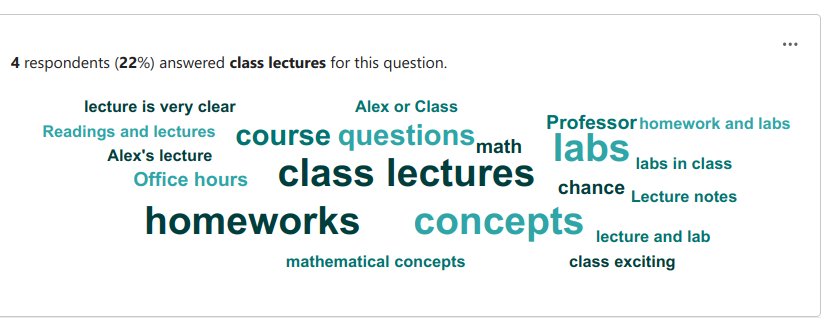 ...
4 respondents (22%) answered class lectures for this question.
lecture is very clear
Alex or Class
Readings and lectures
course
questions
math
Professor
homework and labs
Alex's lecture
labs
labs in class
Office hours
class lectures
chance
Lecture notes
homeworks
concepts
lecture and lab
mathematical concepts
class exciting